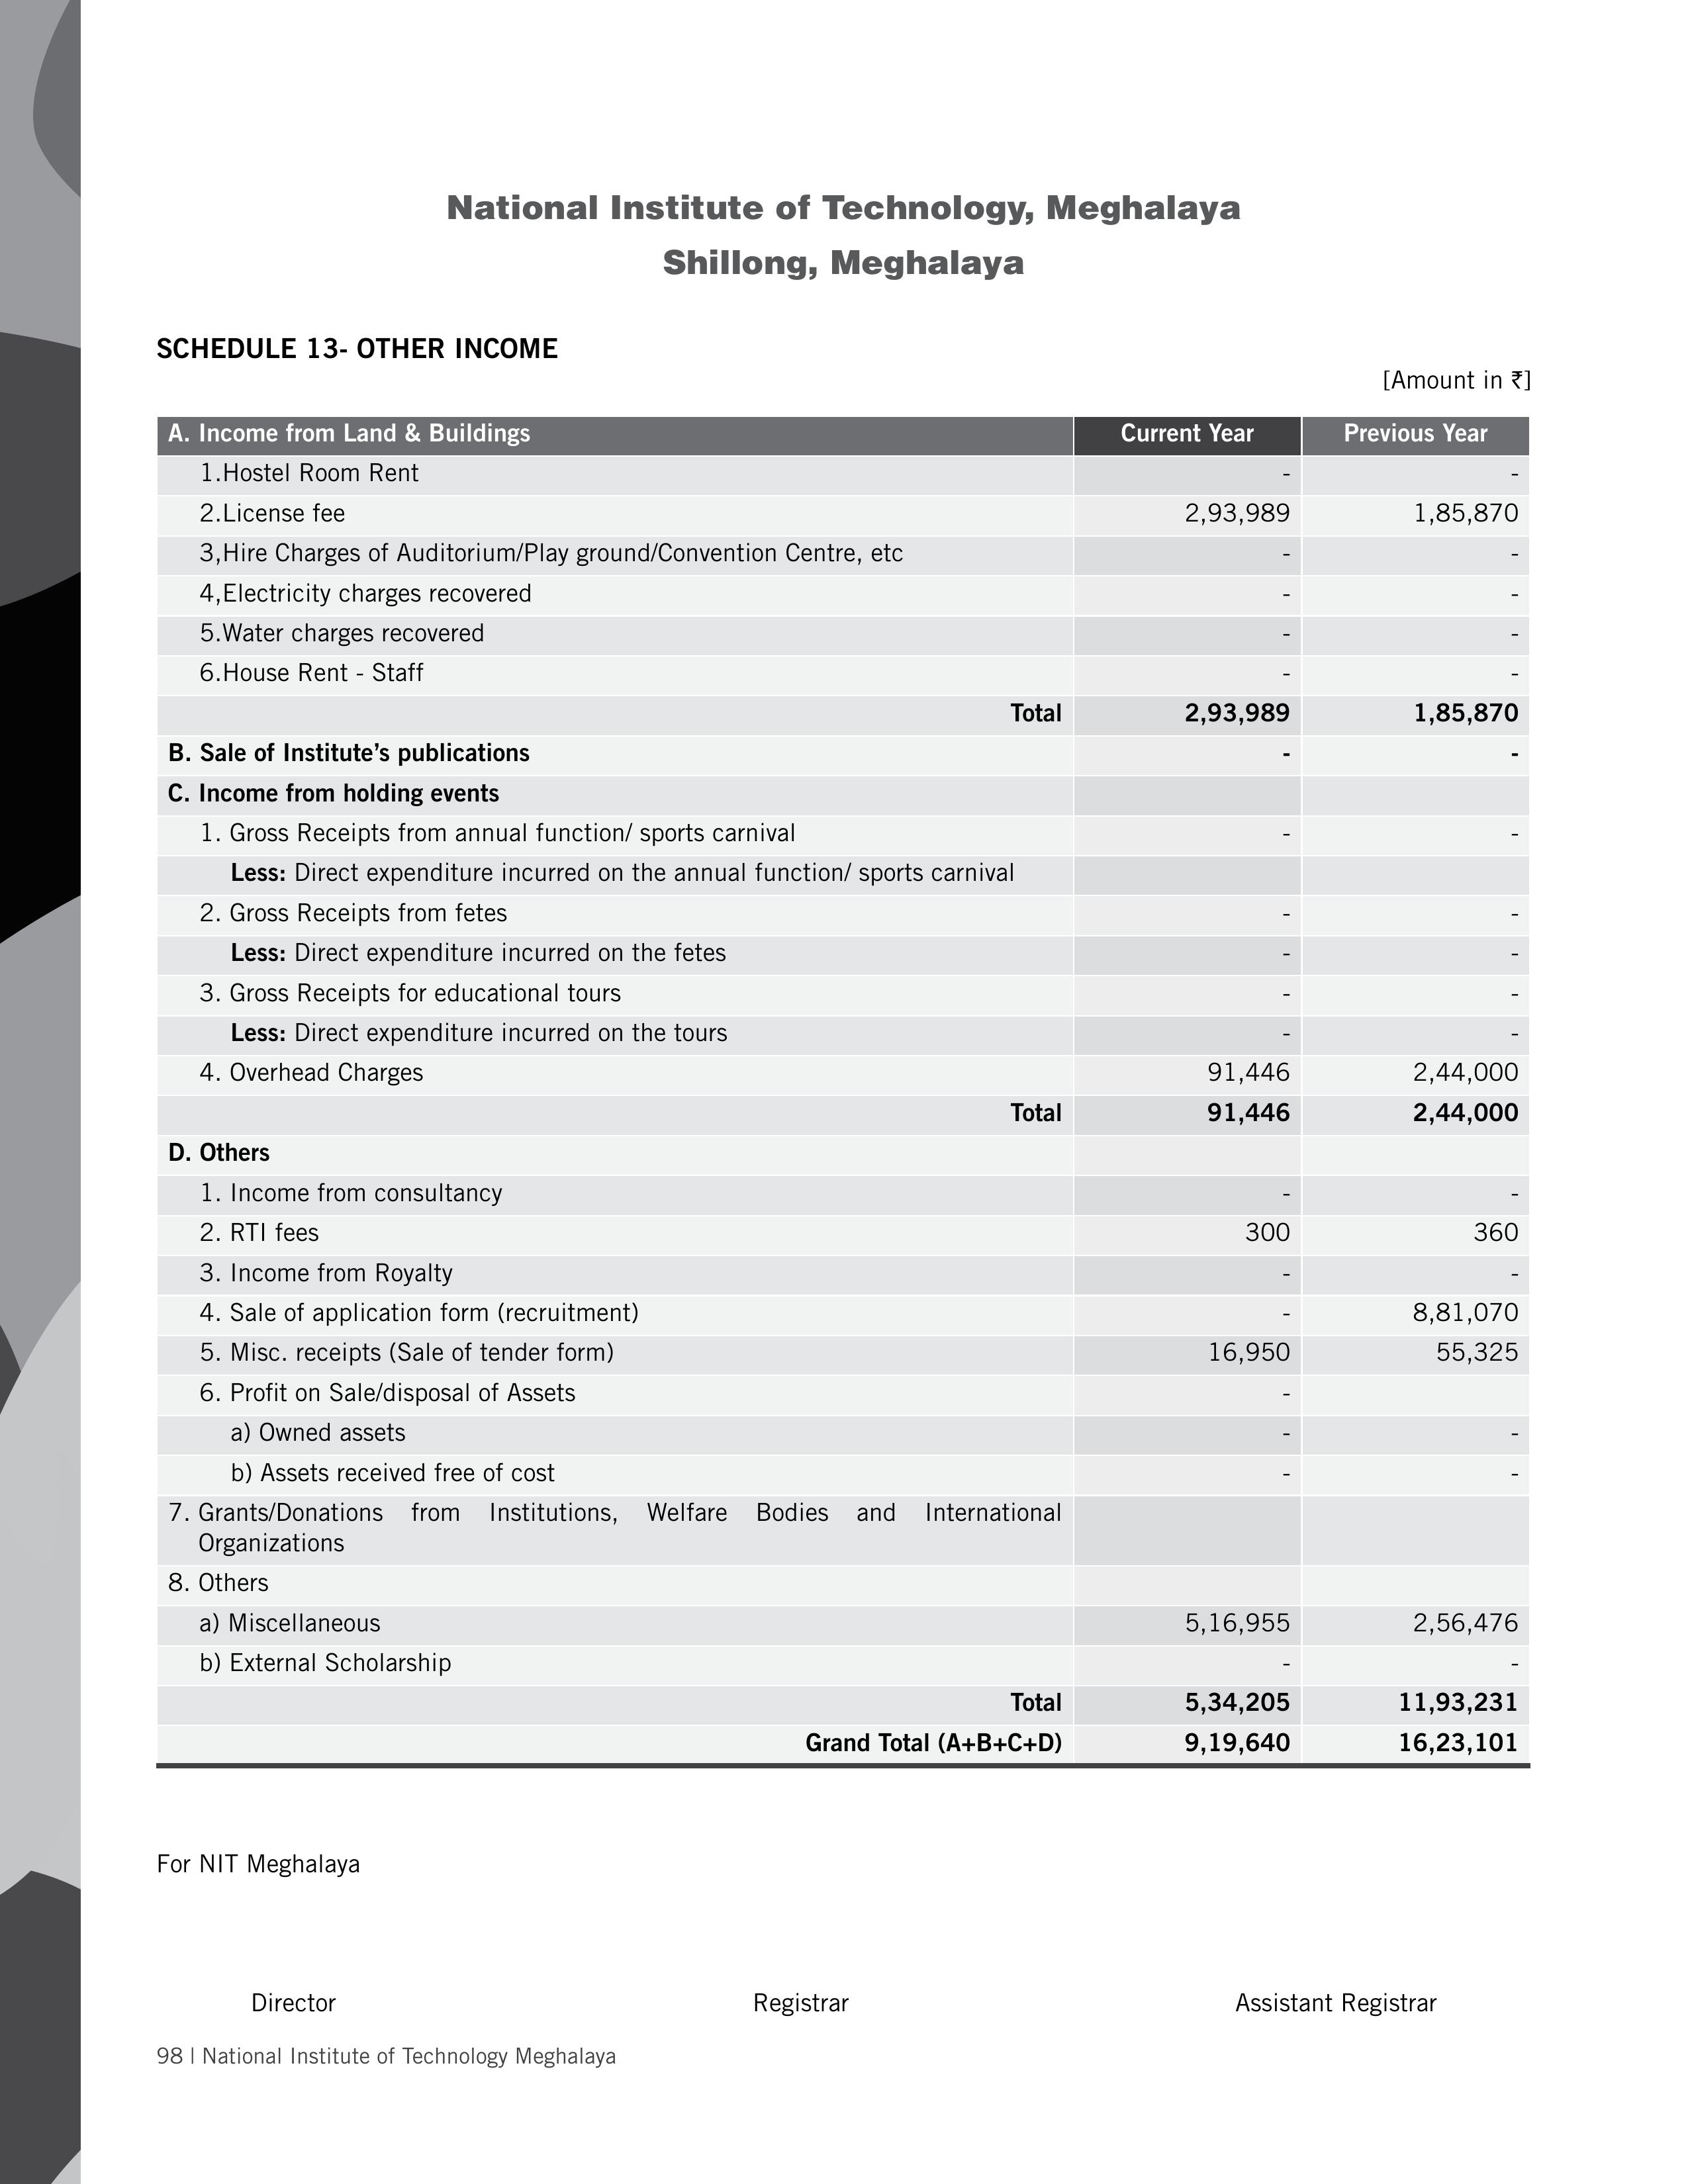 National Institute of Technology, Meghalaya
Shillong, Meghalaya
SCHEDULE 13- OTHER INCOME
[Amount in ₹]
A. Income from Land & Buildings Current Year Previous Year
1.Hostel Room Rent - -
2.License fee 2,93,989 1,85,870
3,Hire Charges of Auditorium/Play ground/Convention Centre, etc - -
4,Electricity charges recovered - -
5.Water charges recovered - -
6.House Rent - Staff - -
Total 2,93,989 1,85,870
B. Sale of Institute’s publications - -
C. Income from holding events
1. Gross Receipts from annual function/ sports carnival - -
Less: Direct expenditure incurred on the annual function/ sports carnival
2. Gross Receipts from fetes - -
Less: Direct expenditure incurred on the fetes - -
3. Gross Receipts for educational tours - -
Less: Direct expenditure incurred on the tours - -
4. Overhead Charges 91,446 2,44,000
Total 91,446 2,44,000
D. Others
1. Income from consultancy - -
2. RTI fees 300 360
3. Income from Royalty - -
4. Sale of application form (recruitment) - 8,81,070
5. Misc. receipts (Sale of tender form) 16,950 55,325
6. Profit on Sale/disposal of Assets -
a) Owned assets - -
b) Assets received free of cost - -
7. Grants/Donations from Institutions, Welfare Bodies and International
Organizations
8. Others
a) Miscellaneous 5,16,955 2,56,476
b) External Scholarship - -
Total 5,34,205 11,93,231
Grand Total (A+B+C+D) 9,19,640 16,23,101
For NIT Meghalaya
Director Registrar Assistant Registrar
98 | National Institute of Technology Meghalaya